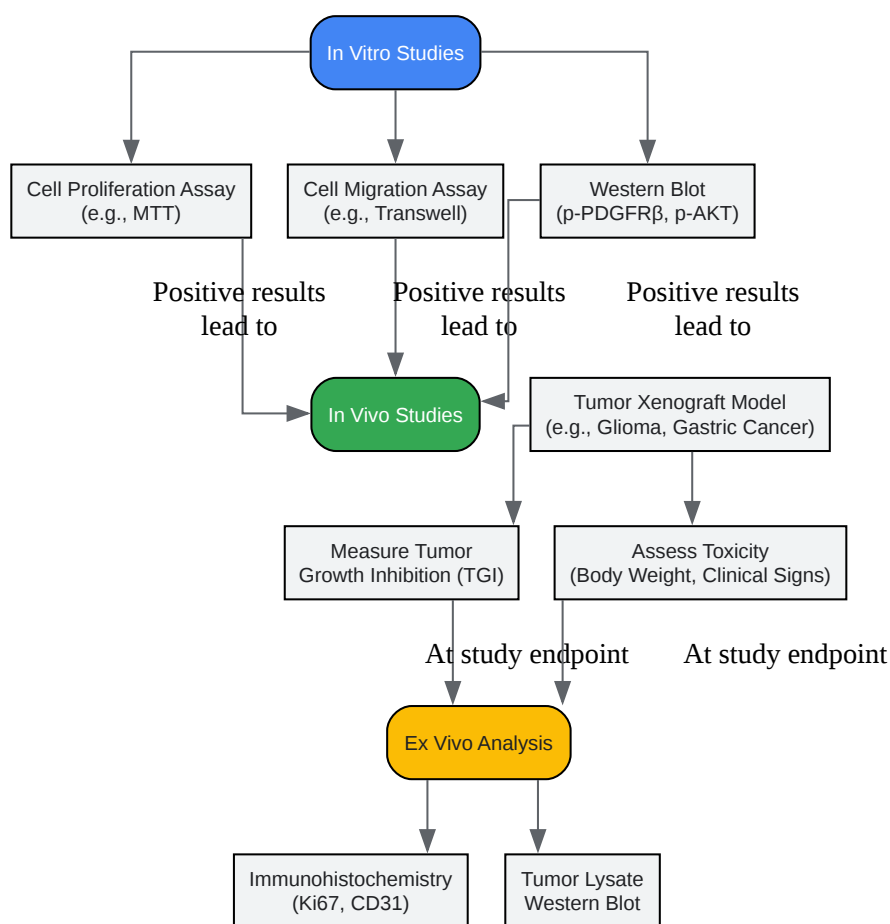 In Vitro Studies
Cell Proliferation Assay
(e.g., MTT)
Cell Migration Assay
(e.g., Transwell)
Western Blot
(p-PDGFRβ, p-AKT)
Positive results
lead to
Positive results
lead to
Positive results
lead to
In Vivo Studies
Tumor Xenograft Model
(e.g., Glioma, Gastric Cancer)
Measure Tumor
Growth Inhibition (TGI)
Assess Toxicity
(Body Weight, Clinical Signs)
At study endpoint
At study endpoint
Ex Vivo Analysis
Immunohistochemistry
(Ki67, CD31)
Tumor Lysate
Western Blot